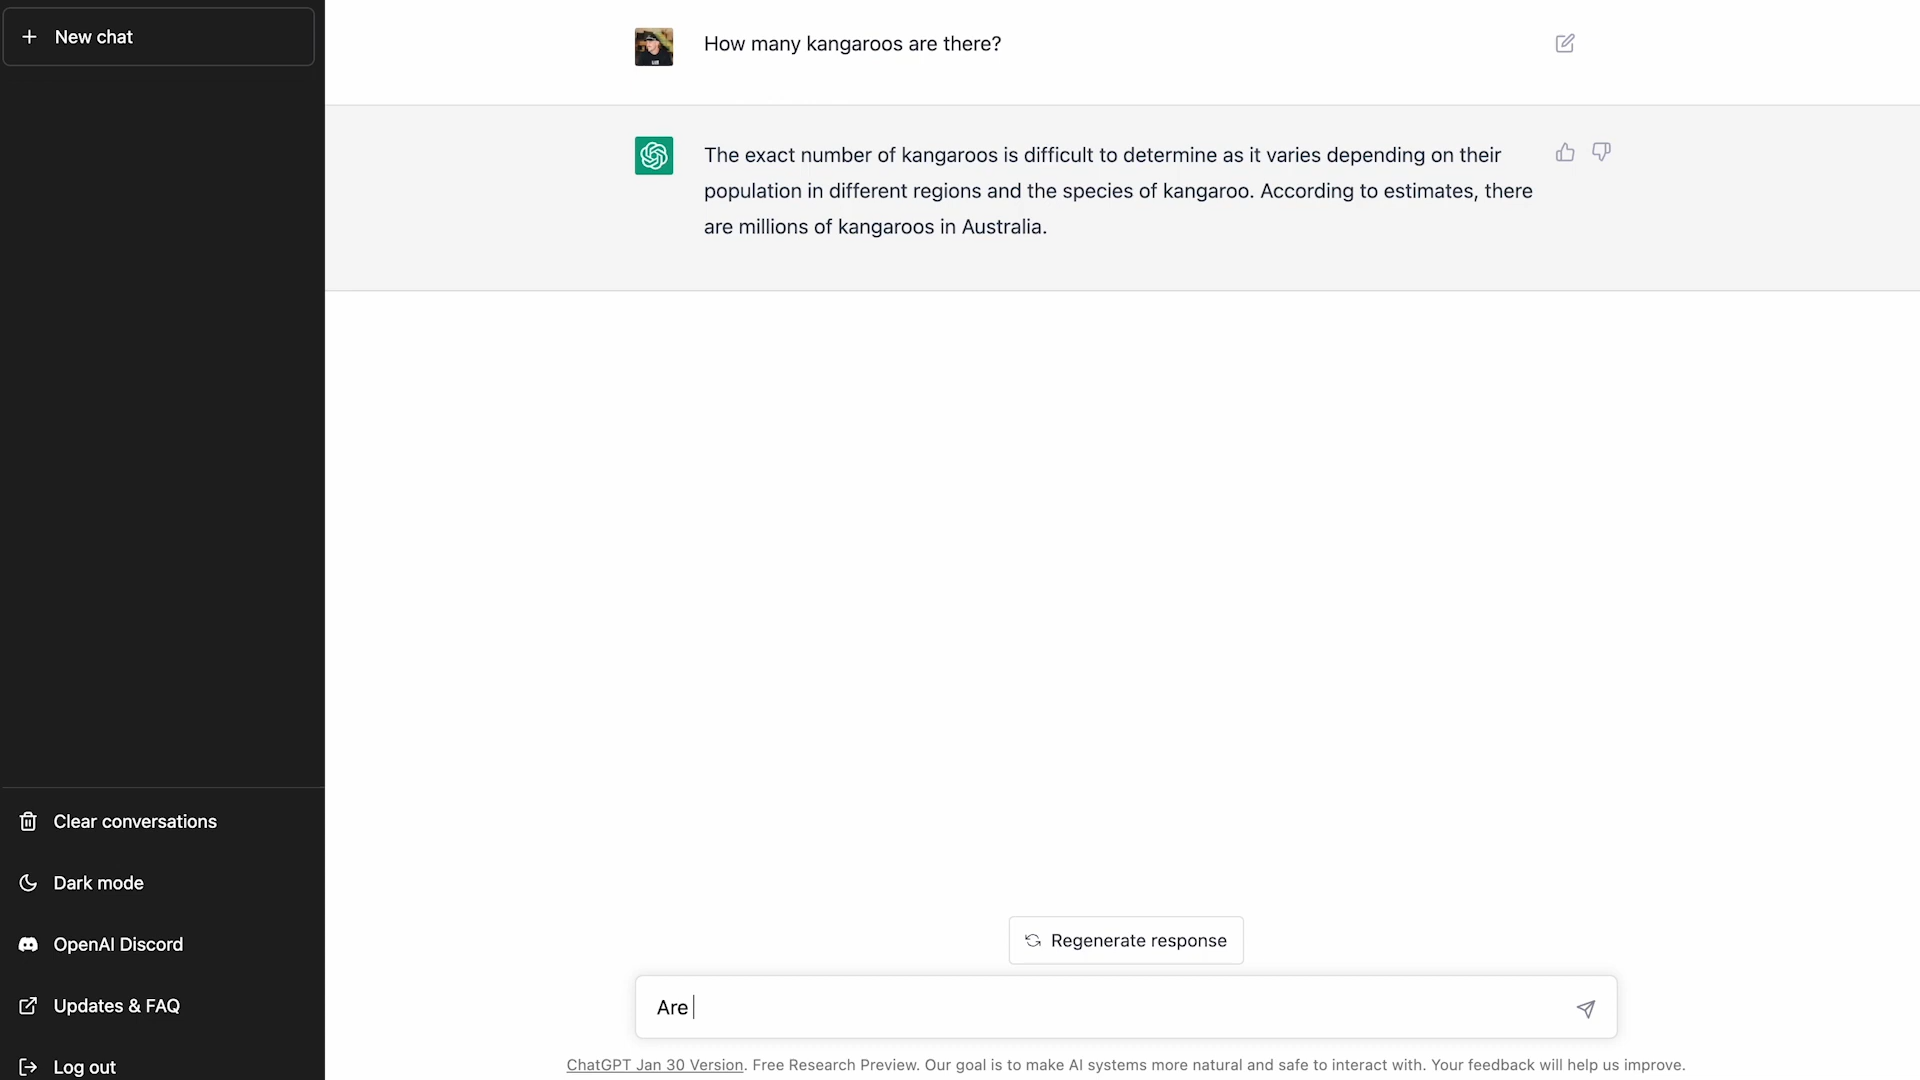 New chat
How many kangaroos are there?
The exact number of kangaroos is difficult to determine as it varies depending on their
population in different regions and the species of kangaroo. According to estimates, there
are millions of kangaroos in Australia.
Clear conversations
Dark mode
OpenAI Discord
Updates & FAQ
Log out
Regenerate response
Are
ChatGPT Jan 30 Version. Free Research Preview. Our goal is to make AI systems more natural and safe to interact with. Your feedback will help us improve.